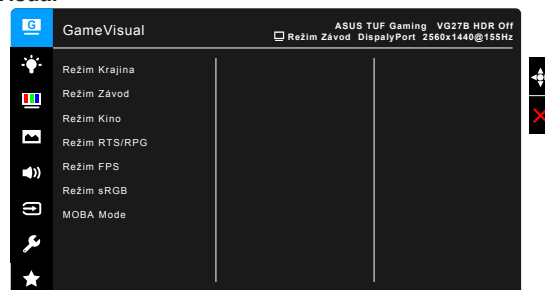 GameVisual
ASUS TUF Gaming VG27B HDR Off
Režim Závod DispalyPort 2560x1440@155Hz
Režim Krajina
Režim Závod
Režim Kino
Režim RTS/RPG
Režim FPS
Režim sRGB
MOBA Mode